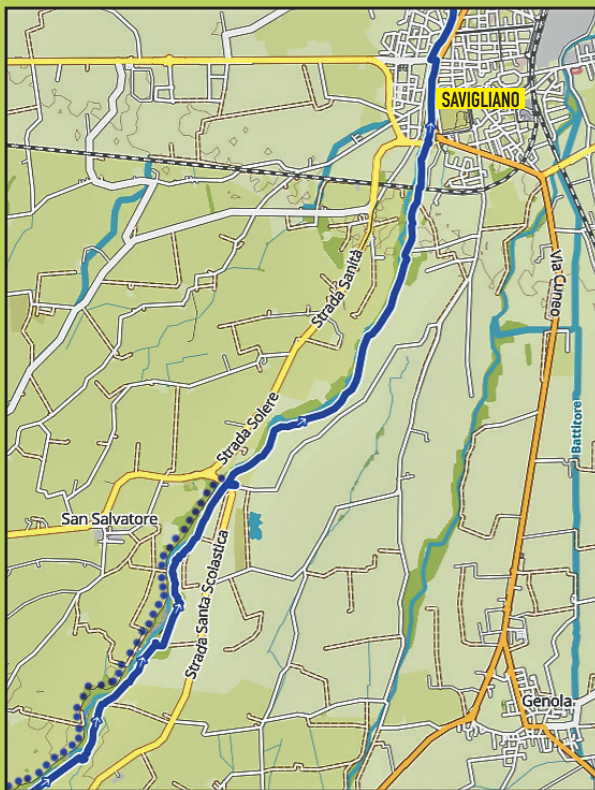 SAVIGLIANO
Strada Sanità
Via Cuneo
Strada Solere
Battitore
San Salvatore
Strada Santa Scolastica
Genola